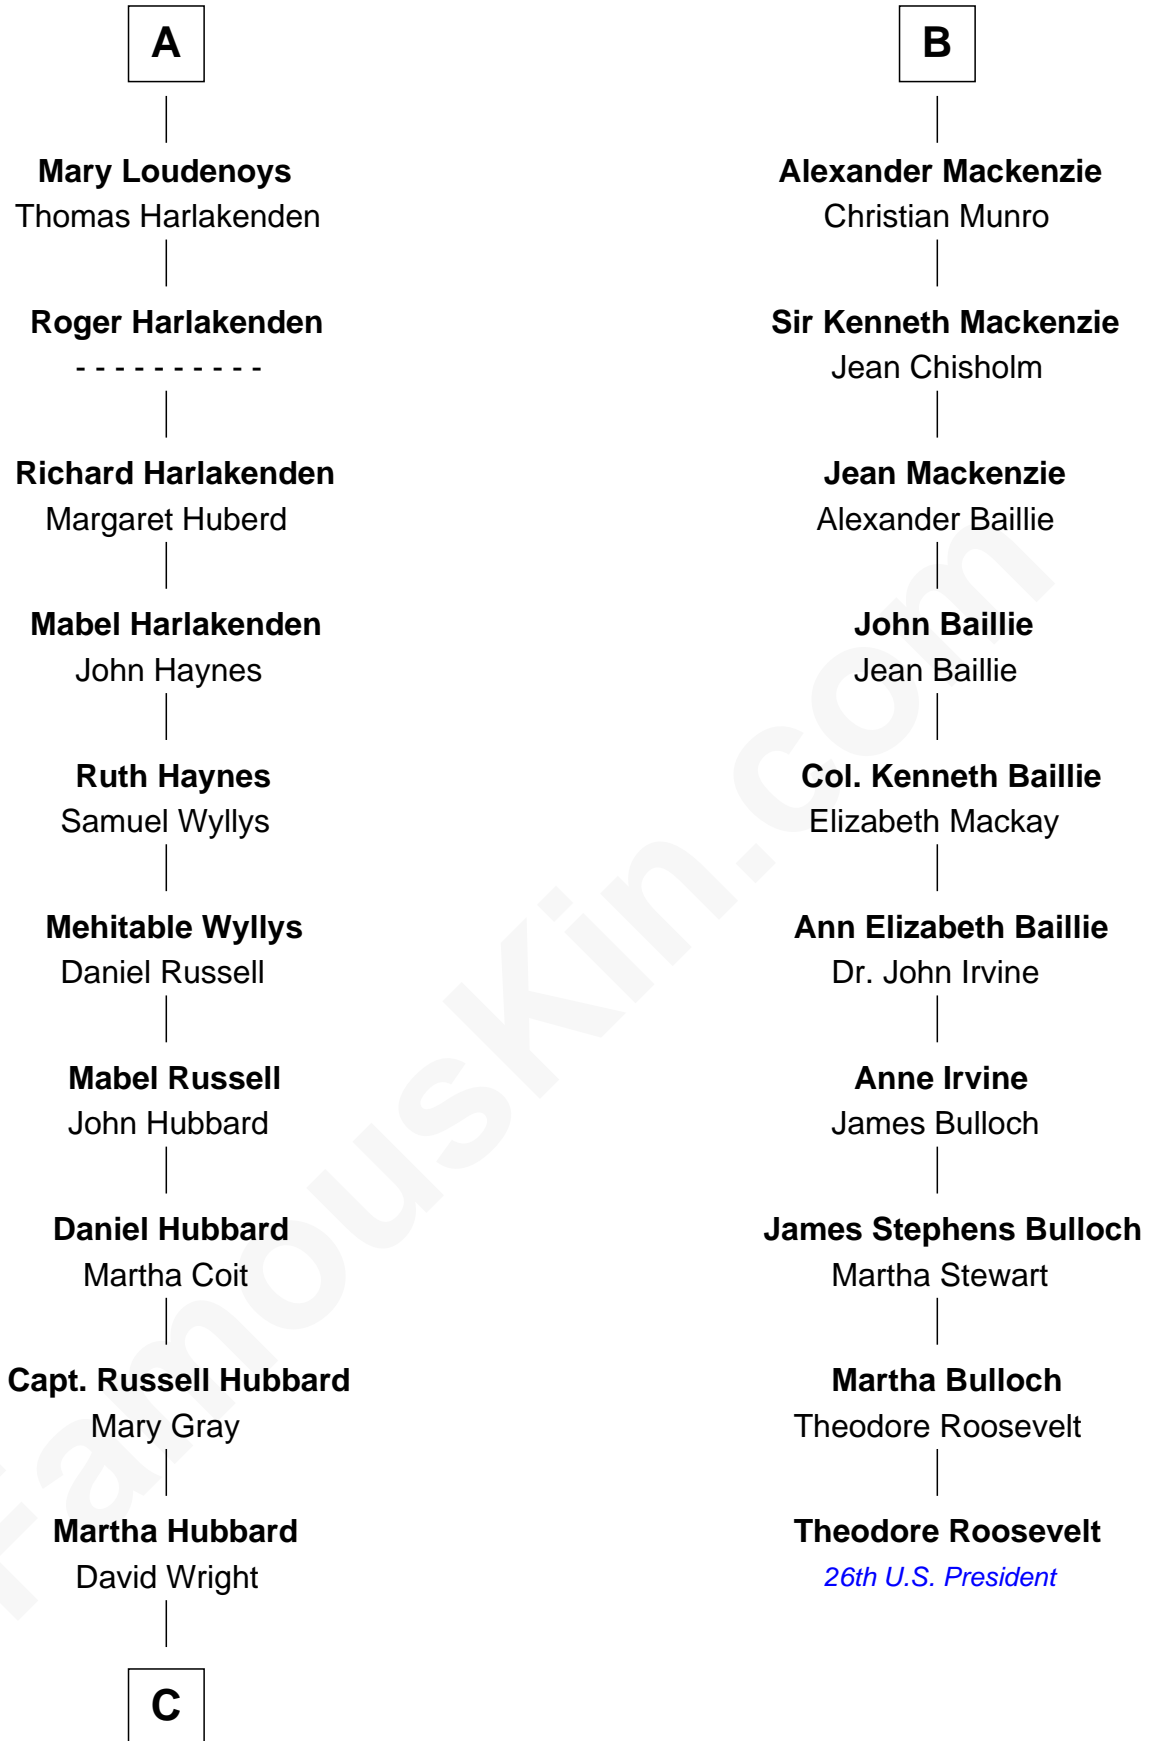 A
Mary Loudenoys
Thomas Harlakenden
Roger Harlakenden
- - - - - - - - - -
Richard Harlakenden
Margaret Huberd
Mabel Harlakenden
John Haynes
Ruth Haynes
Samuel Wyllys
Mehitable Wyllys
Daniel Russell
Mabel Russell
John Hubbard
Daniel Hubbard
Martha Coit
Capt. Russell Hubbard
Mary Gray
Martha Hubbard
David Wright
C
B
Alexander Mackenzie
Christian Munro
Sir Kenneth Mackenzie
Jean Chisholm
Jean Mackenzie
Alexander Baillie
John Baillie
Jean Baillie
Col. Kenneth Baillie
Elizabeth Mackay
Ann Elizabeth Baillie
Dr. John Irvine
Anne Irvine
James Bulloch
James Stephens Bulloch
Martha Stewart
Martha Bulloch
Theodore Roosevelt
Theodore Roosevelt
26th U.S. President
FamousKin.com